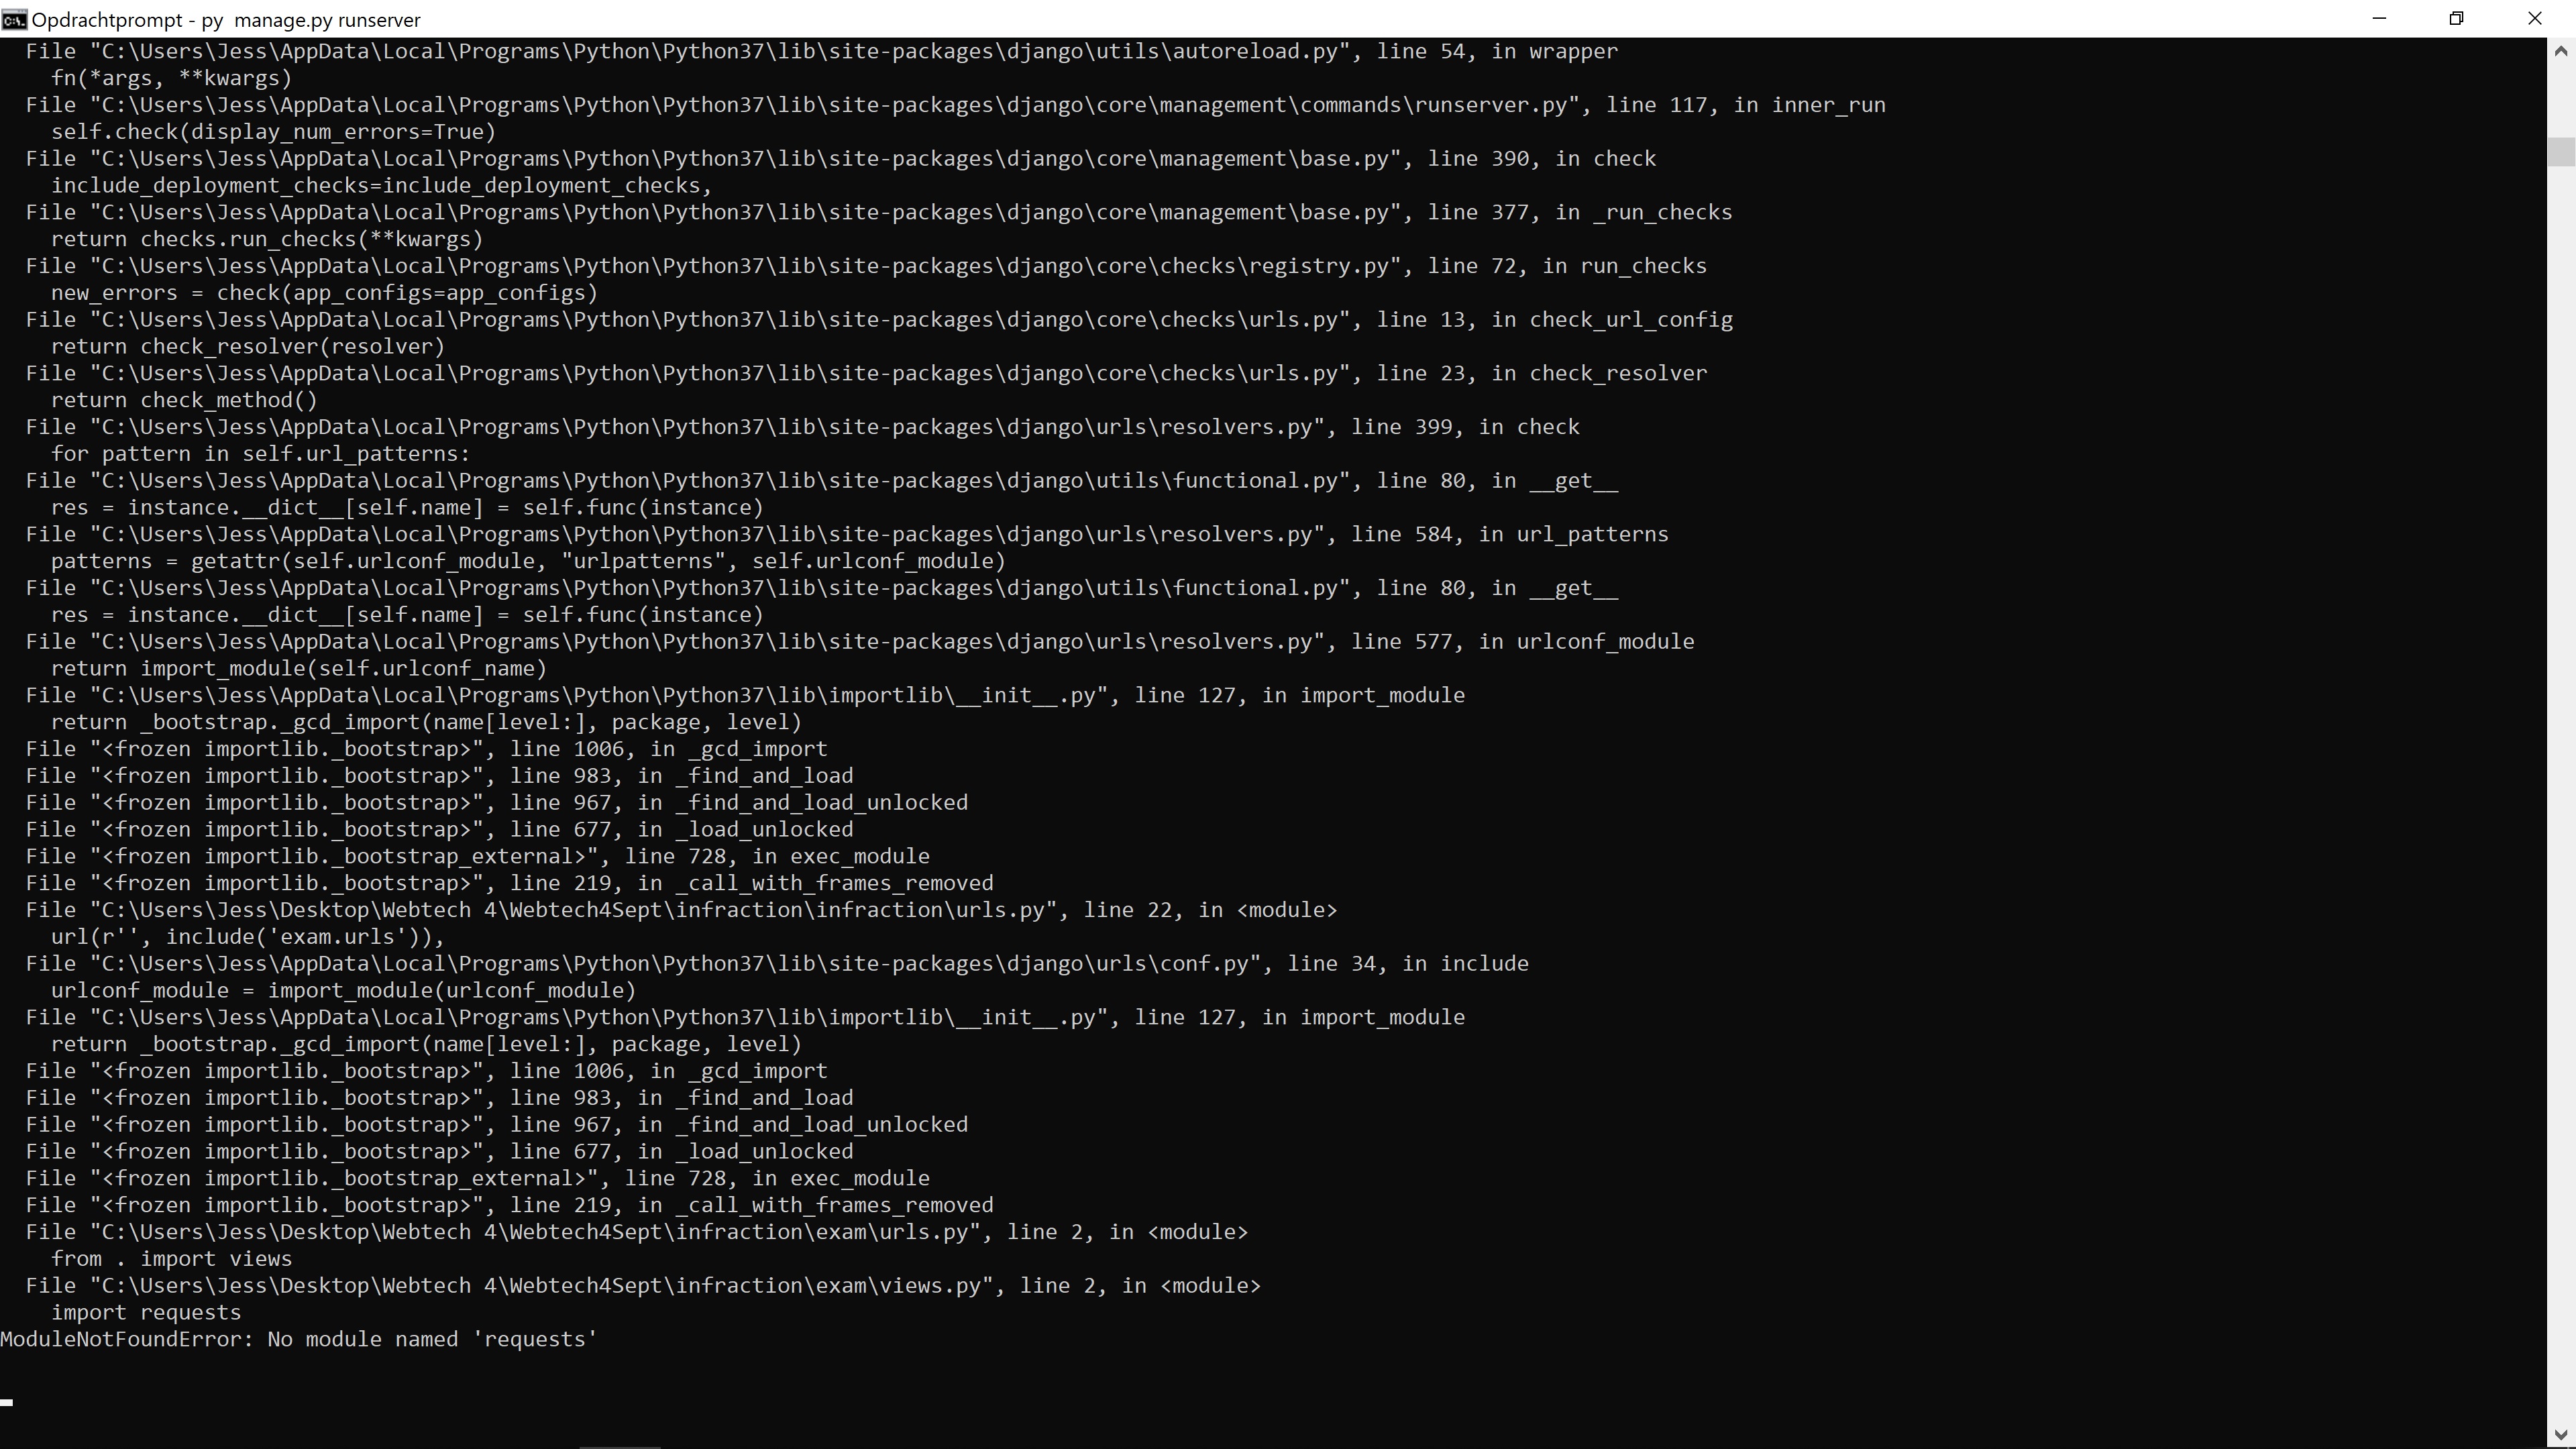 Opdrachtprompt - py  manage.py runserver
  File "C:\Users\Jess\AppData\Local\Programs\Python\Python37\lib\site-packages\django\utils\autoreload.py", line 54, in wrapper
    fn(*args, **kwargs)
  File "C:\Users\Jess\AppData\Local\Programs\Python\Python37\lib\site-packages\django\core\management\commands\runserver.py", line 117, in inner_run
    self.check(display_num_errors=True)
  File "C:\Users\Jess\AppData\Local\Programs\Python\Python37\lib\site-packages\django\core\management\base.py", line 390, in check
    include_deployment_checks=include_deployment_checks,
  File "C:\Users\Jess\AppData\Local\Programs\Python\Python37\lib\site-packages\django\core\management\base.py", line 377, in _run_checks
    return checks.run_checks(**kwargs)
  File "C:\Users\Jess\AppData\Local\Programs\Python\Python37\lib\site-packages\django\core\checks\registry.py", line 72, in run_checks
    new_errors = check(app_configs=app_configs)
  File "C:\Users\Jess\AppData\Local\Programs\Python\Python37\lib\site-packages\django\core\checks\urls.py", line 13, in check_url_config
    return check_resolver(resolver)
  File "C:\Users\Jess\AppData\Local\Programs\Python\Python37\lib\site-packages\django\core\checks\urls.py", line 23, in check_resolver
    return check_method()
  File "C:\Users\Jess\AppData\Local\Programs\Python\Python37\lib\site-packages\django\urls\resolvers.py", line 399, in check
    for pattern in self.url_patterns:
  File "C:\Users\Jess\AppData\Local\Programs\Python\Python37\lib\site-packages\django\utils\functional.py", line 80, in __get__
    res = instance.__dict__[self.name] = self.func(instance)
  File "C:\Users\Jess\AppData\Local\Programs\Python\Python37\lib\site-packages\django\urls\resolvers.py", line 584, in url_patterns
    patterns = getattr(self.urlconf_module, "urlpatterns", self.urlconf_module)
  File "C:\Users\Jess\AppData\Local\Programs\Python\Python37\lib\site-packages\django\utils\functional.py", line 80, in __get__
    res = instance.__dict__[self.name] = self.func(instance)
  File "C:\Users\Jess\AppData\Local\Programs\Python\Python37\lib\site-packages\django\urls\resolvers.py", line 577, in urlconf_module
    return import_module(self.urlconf_name)
  File "C:\Users\Jess\AppData\Local\Programs\Python\Python37\lib\importlib\__init__.py", line 127, in import_module
    return _bootstrap._gcd_import(name[level:], package, level)
  File "<frozen importlib._bootstrap>", line 1006, in _gcd_import
  File "<frozen importlib._bootstrap>", line 983, in _find_and_load
  File "<frozen importlib._bootstrap>", line 967, in _find_and_load_unlocked
  File "<frozen importlib._bootstrap>", line 677, in _load_unlocked
  File "<frozen importlib._bootstrap_external>", line 728, in exec_module
  File "<frozen importlib._bootstrap>", line 219, in _call_with_frames_removed
  File "C:\Users\Jess\Desktop\Webtech 4\Webtech4Sept\infraction\infraction\urls.py", line 22, in <module>
    url(r'', include('exam.urls')),
  File "C:\Users\Jess\AppData\Local\Programs\Python\Python37\lib\site-packages\django\urls\conf.py", line 34, in include
    urlconf_module = import_module(urlconf_module)
  File "C:\Users\Jess\AppData\Local\Programs\Python\Python37\lib\importlib\__init__.py", line 127, in import_module
    return _bootstrap._gcd_import(name[level:], package, level)
  File "<frozen importlib._bootstrap>", line 1006, in _gcd_import
  File "<frozen importlib._bootstrap>", line 983, in _find_and_load
  File "<frozen importlib._bootstrap>", line 967, in _find_and_load_unlocked
  File "<frozen importlib._bootstrap>", line 677, in _load_unlocked
  File "<frozen importlib._bootstrap_external>", line 728, in exec_module
  File "<frozen importlib._bootstrap>", line 219, in _call_with_frames_removed
  File "C:\Users\Jess\Desktop\Webtech 4\Webtech4Sept\infraction\exam\urls.py", line 2, in <module>
    from . import views
  File "C:\Users\Jess\Desktop\Webtech 4\Webtech4Sept\infraction\exam\views.py", line 2, in <module>
    import requests
ModuleNotFoundError: No module named 'requests'